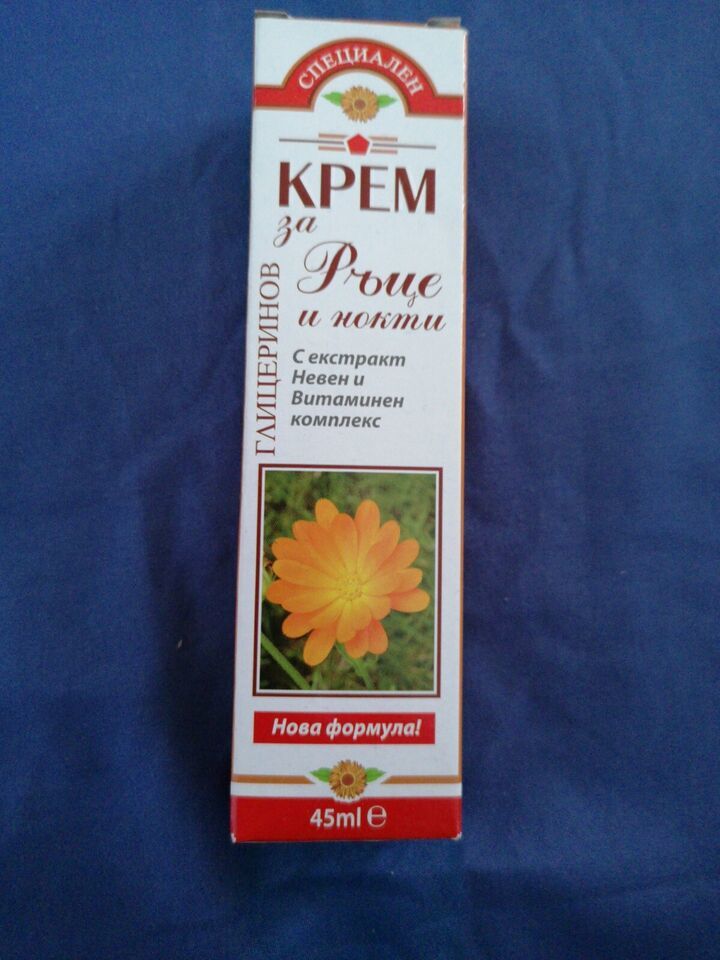 СПЕЦИАЛЕН
КРЕМ
за
Ръце
и нокти
ГЛИЦЕРИНОВ
С екстракт
Невен и
Витаминен
комплекс
Нова формула!
45ml e